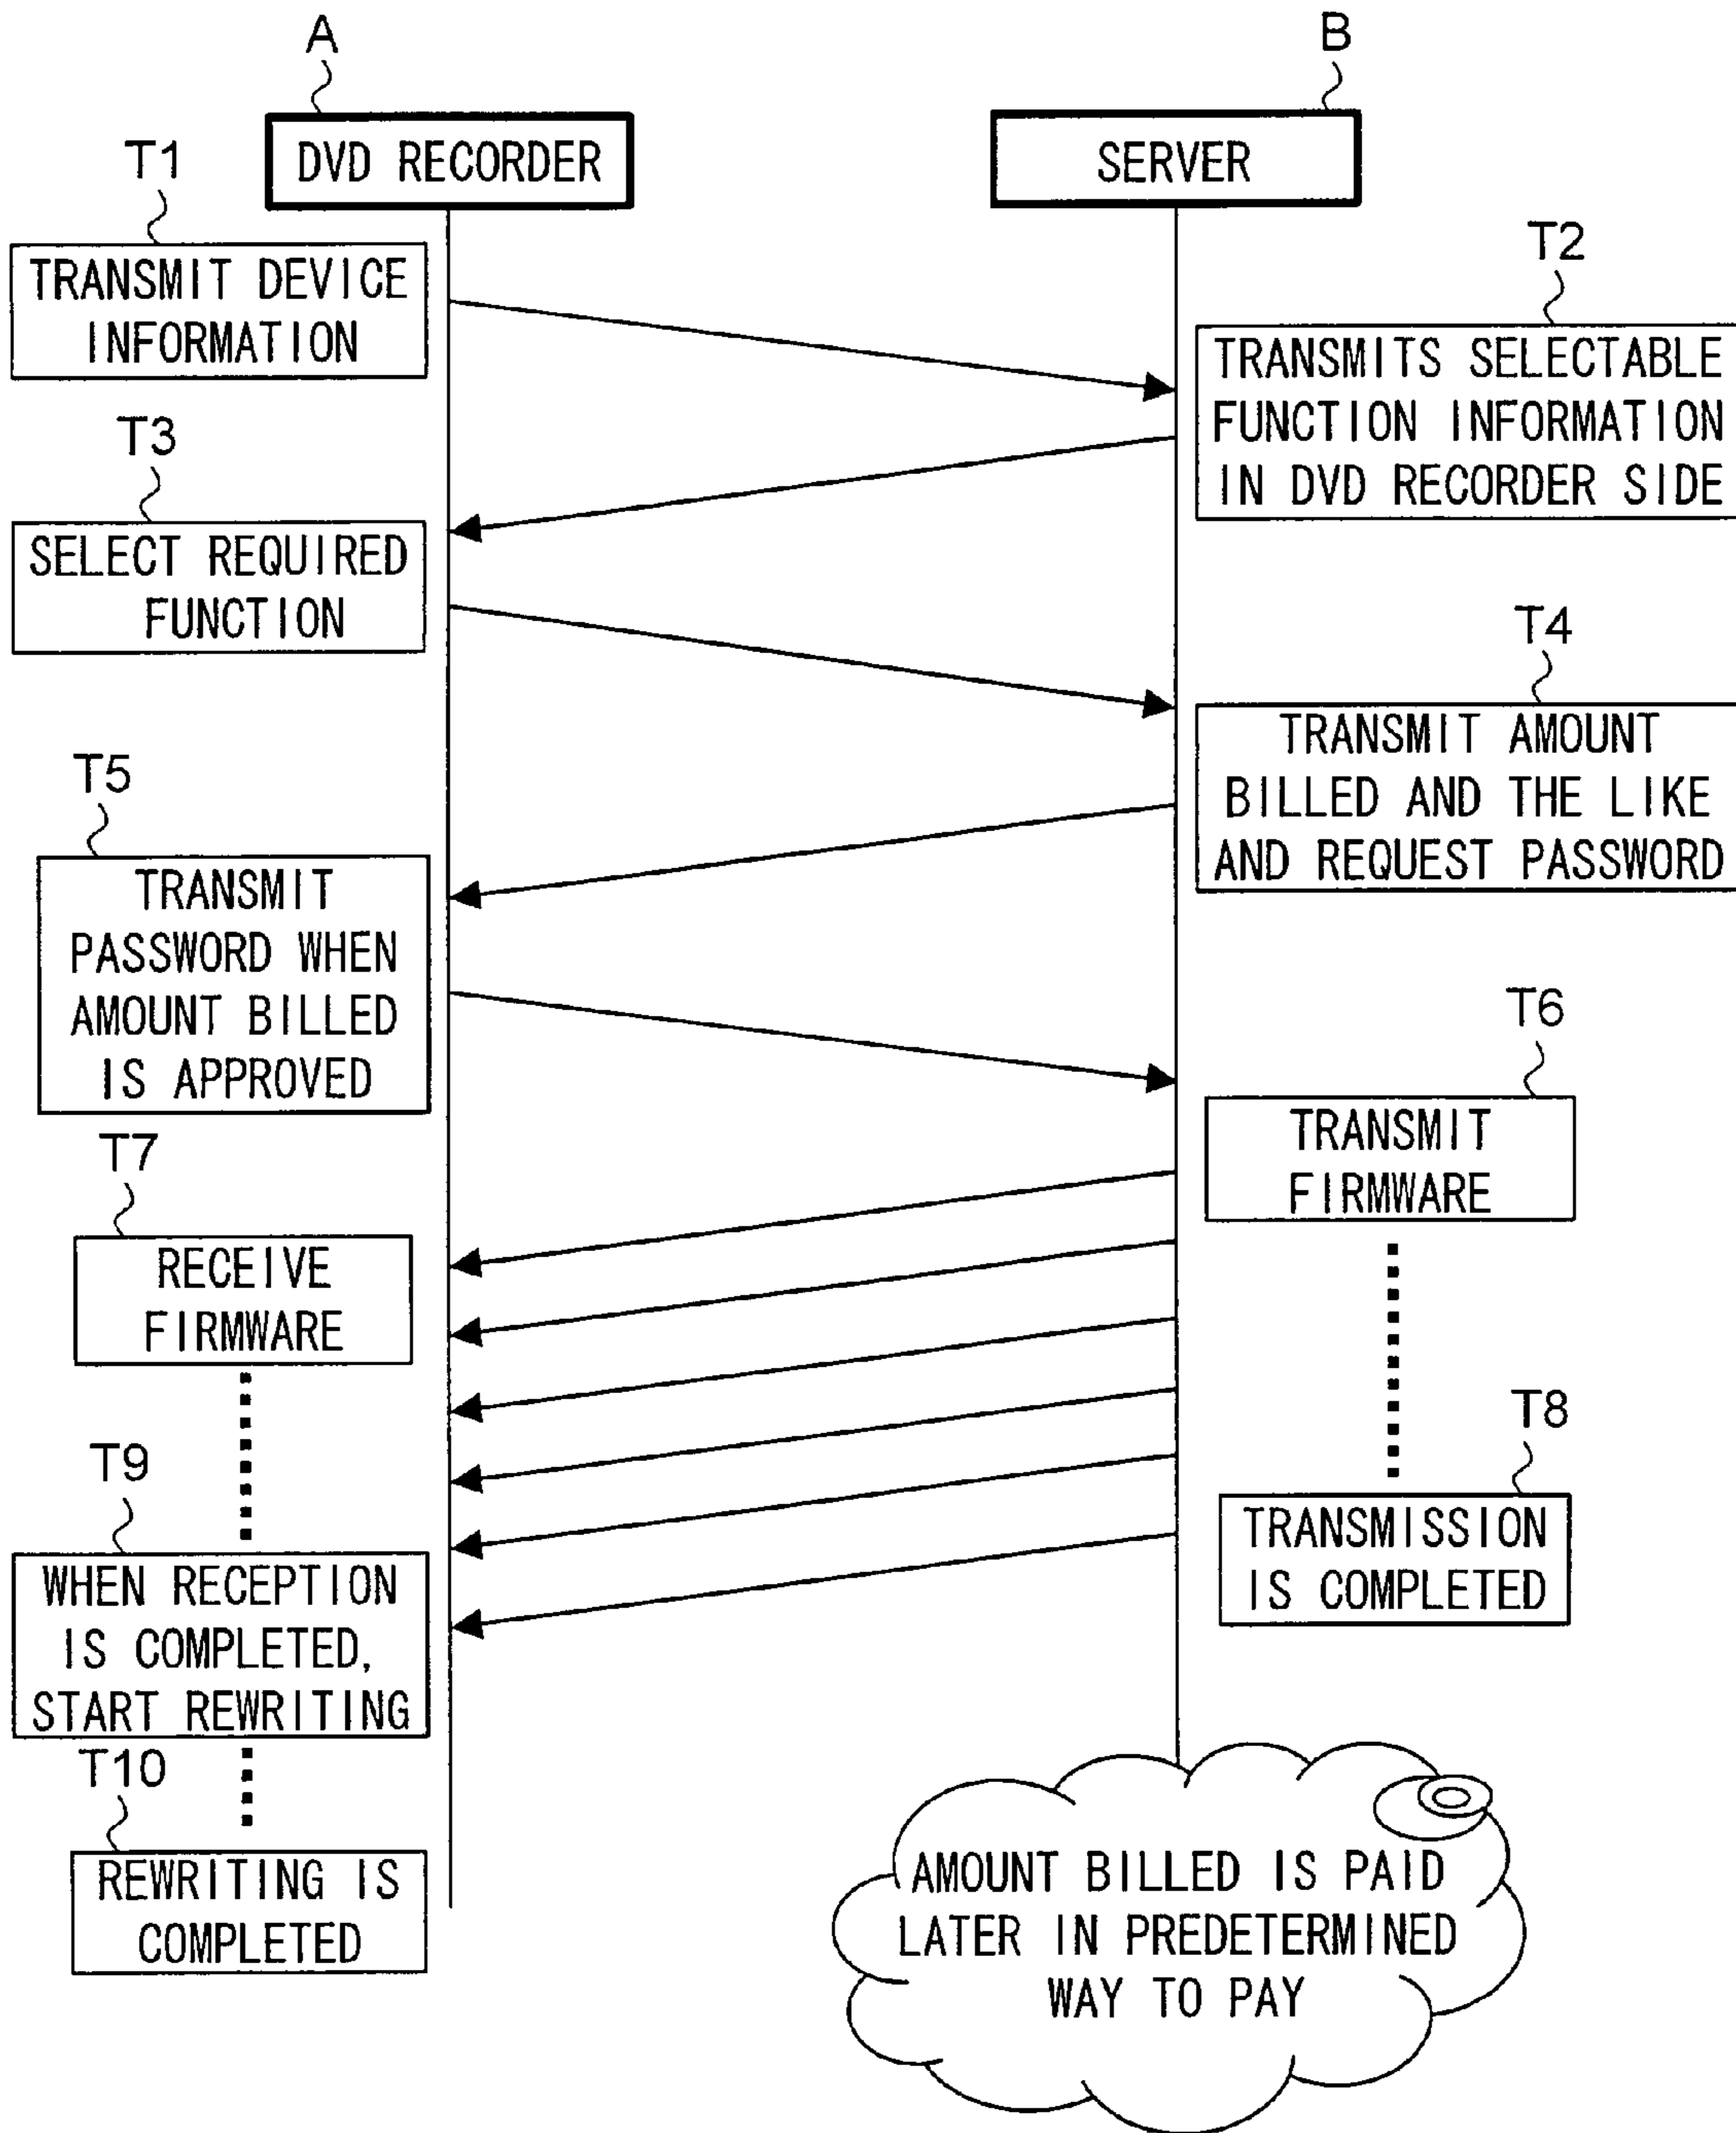 A
B
DVD RECORDER
SERVER
T1
TRANSMIT DEVICE
INFORMATION
T2
TRANSMITS SELECTABLE
FUNCTION INFORMATION
IN DVD RECORDER SIDE
T3
SELECT REQUIRED
FUNCTION
T4
TRANSMIT AMOUNT
BILLED AND THE LIKE
AND REQUEST PASSWORD
T5
TRANSMIT
PASSWORD WHEN
AMOUNT BILLED
IS APPROVED
T6
TRANSMIT
FIRMWARE
T7
RECEIVE
FIRMWARE
T8
TRANSMISSION
IS COMPLETED
T9
WHEN RECEPTION
IS COMPLETED,
START REWRITING
T10
REWRITING IS
COMPLETED
AMOUNT BILLED IS PAID
LATER IN PREDETERMINED
WAY TO PAY